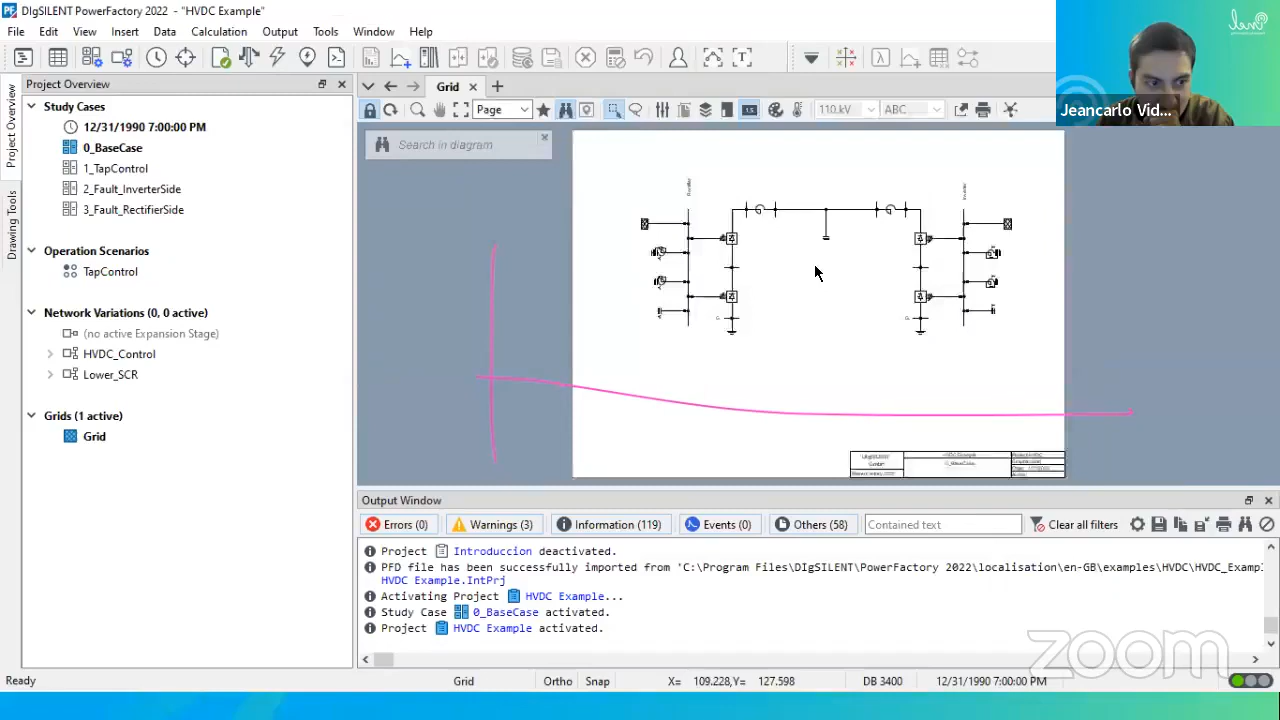 DIgSILENT PowerFactory 2022 - "HVDC Example"
File Edit View Insert Data Calculation Output Tools Window Help
Jeancarlo Vid...
Project Overview
Grid
Page
110 kV
ABC
Search in diagram
Project Overview
Drawing Tools
Study Cases
12/31/1990 7:00:00 PM
0_BaseCase
1_TapControl
2_Fault_InverterSide
3_Fault_RectifierSide
Operation Scenarios
TapControl
Network Variations (0, 0 active)
(no active Expansion Stage)
HVDC_Control
Lower_SCR
Grids (1 active)
Grid
Output Window
Errors (0) Warnings (3) Information (119) Events (0) Others (58) Contained text Clear all filters
Project Introduccion deactivated.
PFD file has been successfully imported from 'C:\Program Files\DIgSILENT\PowerFactory 2022\localisation\en-GB\examples\HVDC\HVDC_Exampl
HVDC Example.IntPrj
Activating Project HVDC Example...
Study Case 0_BaseCase activated.
Project HVDC Example activated.
zoom
Ready Grid Ortho Snap X= 109.228,Y= 127.598 DB 3400 12/31/1990 7:00:00 PM